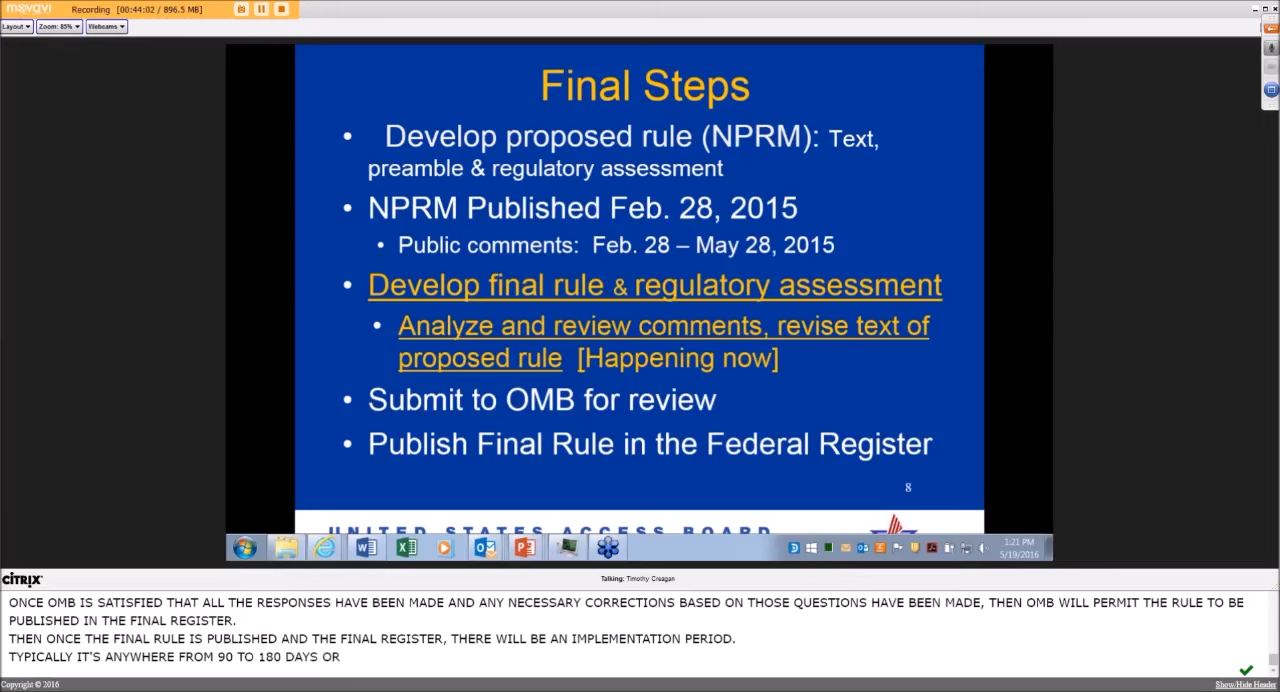 movavi Recording [00:44:02 / 896.5 MB]
Layout Zoom: 85% Webcams
Final Steps
• Develop proposed rule (NPRM): Text,
preamble & regulatory assessment
• NPRM Published Feb. 28, 2015
• Public comments: Feb. 28 – May 28, 2015
• Develop final rule & regulatory assessment
• Analyze and review comments, revise text of
proposed rule [Happening now]
• Submit to OMB for review
• Publish Final Rule in the Federal Register
8
UNITED STATES ACCESS BOARD
1:21 PM
5/19/2016
CITRIX
Talking: Timothy Creagan
ONCE OMB IS SATISFIED THAT ALL THE RESPONSES HAVE BEEN MADE AND ANY NECESSARY CORRECTIONS BASED ON THOSE QUESTIONS HAVE BEEN MADE, THEN OMB WILL PERMIT THE RULE TO BE
PUBLISHED IN THE FINAL REGISTER.
THEN ONCE THE FINAL RULE IS PUBLISHED AND THE FINAL REGISTER, THERE WILL BE AN IMPLEMENTATION PERIOD.
TYPICALLY IT'S ANYWHERE FROM 90 TO 180 DAYS OR
Copyright © 2016 Show/Hide Header